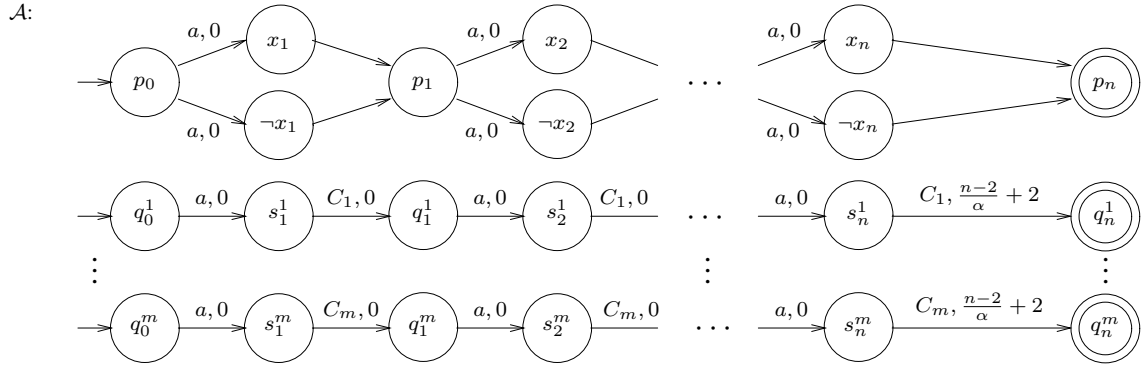 𝒜:
a, 0 x₁ a, 0 x₂ xₙ
p₀ p₁ · · · pₙ
a, 0 ¬x₁ a, 0 ¬x₂ a, 0 ¬xₙ
q₀¹ a, 0 s₁¹ C₁, 0 q₁¹ a, 0 s₂¹ C₁, 0 · · · a, 0 sₙ¹ C₁, (n−2)/α + 2 qₙ¹
⋮ ⋮ ⋮
q₀ᵐ a, 0 s₁ᵐ Cₘ, 0 q₁ᵐ a, 0 s₂ᵐ Cₘ, 0 · · · a, 0 sₙᵐ Cₘ, (n−2)/α + 2 qₙᵐ